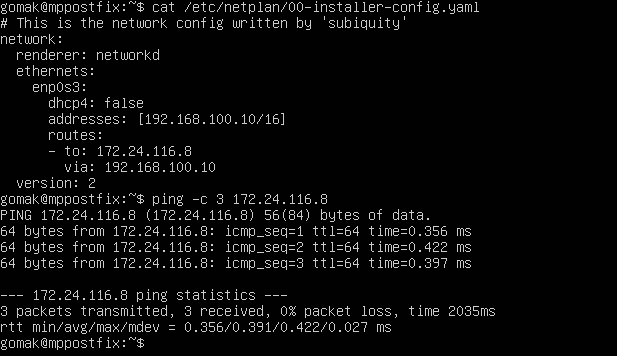 gomak@mppostfix:~$ cat /etc/netplan/00-installer-config.yaml
# This is the network config written by 'subiquity'
network:
  renderer: networkd
  ethernets:
    enp0s3:
      dhcp4: false
      addresses: [192.168.100.10/16]
      routes:
      - to: 172.24.116.8
        via: 192.168.100.10
  version: 2
gomak@mppostfix:~$ ping -c 3 172.24.116.8
PING 172.24.116.8 (172.24.116.8) 56(84) bytes of data.
64 bytes from 172.24.116.8: icmp_seq=1 ttl=64 time=0.356 ms
64 bytes from 172.24.116.8: icmp_seq=2 ttl=64 time=0.422 ms
64 bytes from 172.24.116.8: icmp_seq=3 ttl=64 time=0.397 ms

--- 172.24.116.8 ping statistics ---
3 packets transmitted, 3 received, 0% packet loss, time 2035ms
rtt min/avg/max/mdev = 0.356/0.391/0.422/0.027 ms
gomak@mppostfix:~$